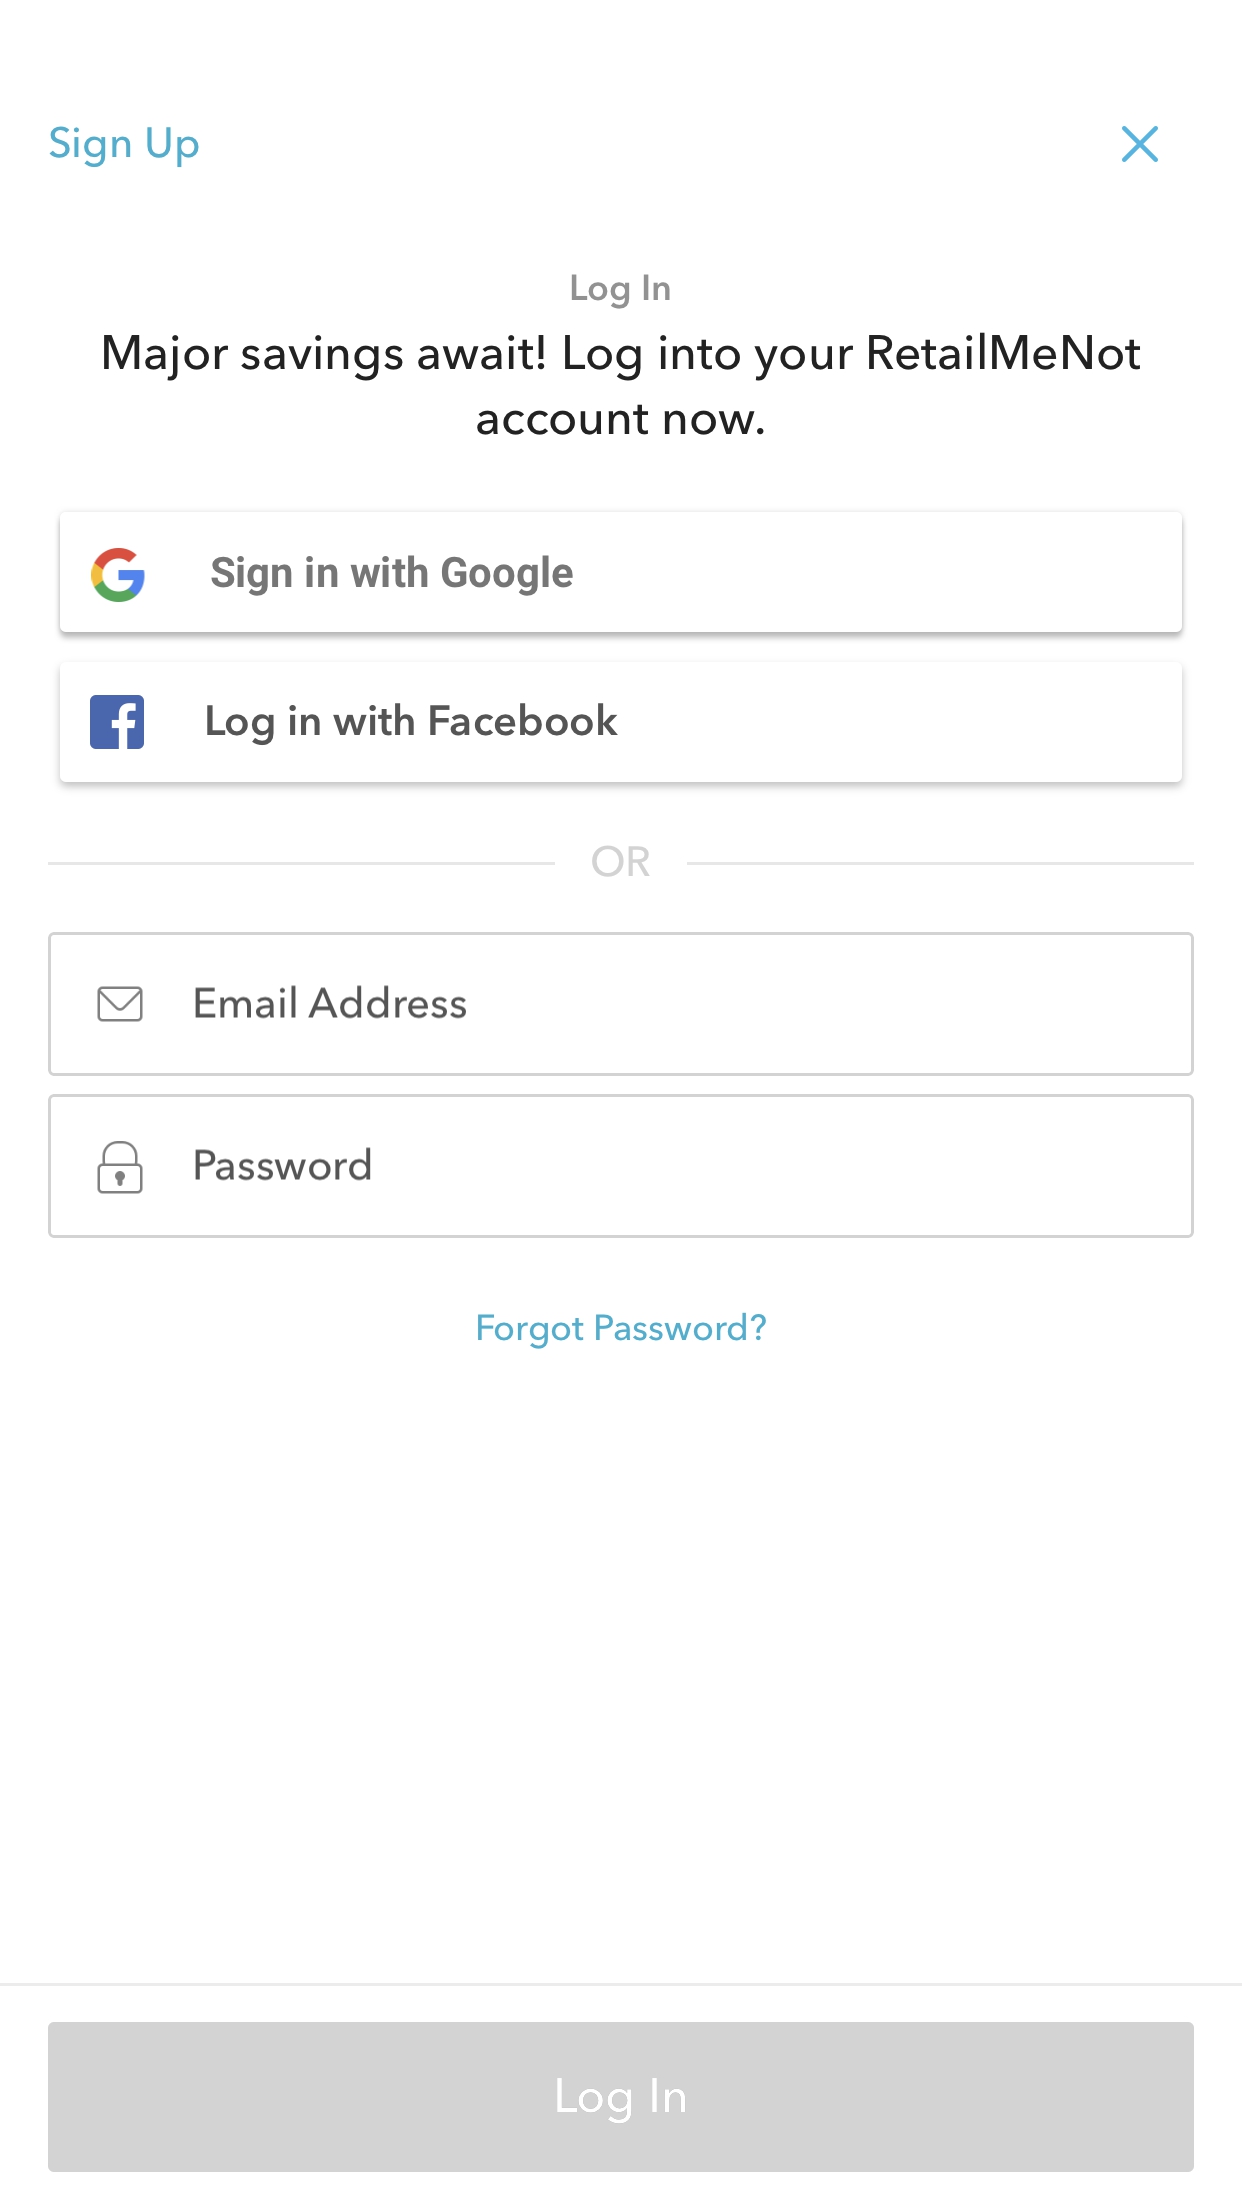 Sign Up
Log In
Major savings await! Log into your RetailMeNot
account now.
Sign in with Google
Log in with Facebook
OR
Email Address
Password
Forgot Password?
Log In